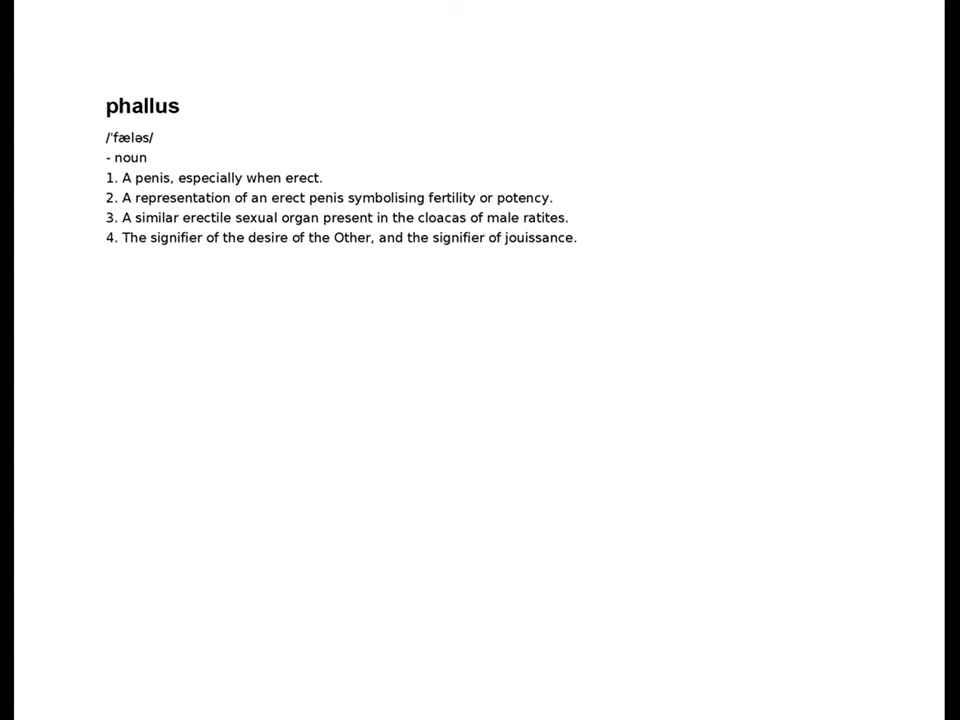 phallus
/ˈfæləs/
- noun
1. A penis, especially when erect.
2. A representation of an erect penis symbolising fertility or potency.
3. A similar erectile sexual organ present in the cloacas of male ratites.
4. The signifier of the desire of the Other, and the signifier of jouissance.